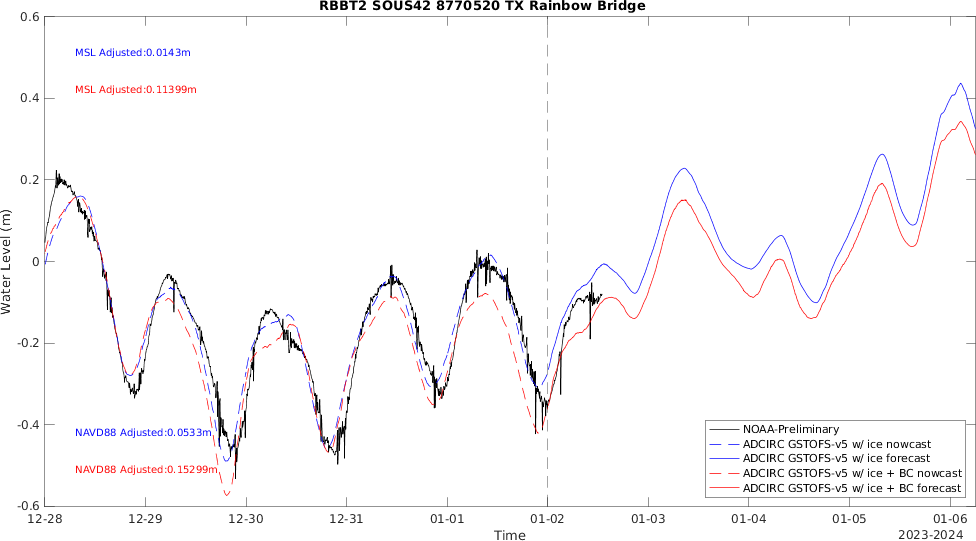 RBBT2 SOUS42 8770520 TX Rainbow Bridge
0.6
MSL Adjusted:0.0143m
MSL Adjusted:0.11399m
0.4
0.2
Water Level (m)
0
-0.2
-0.4
NAVD88 Adjusted:0.0533m
NAVD88 Adjusted:0.15299m
-0.6
NOAA-Preliminary
ADCIRC GSTOFS-v5 w/ ice nowcast
ADCIRC GSTOFS-v5 w/ ice forecast
ADCIRC GSTOFS-v5 w/ ice + BC nowcast
ADCIRC GSTOFS-v5 w/ ice + BC forecast
12-28 12-29 12-30 12-31 01-01 01-02 01-03 01-04 01-05 01-06
Time
2023-2024